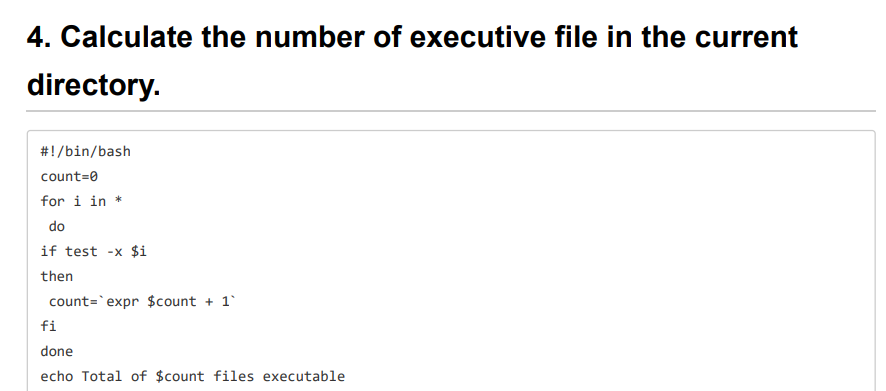 4. Calculate the number of executive file in the current
directory.
#!/bin/bash
count=0
for i in *
 do
if test -x $i
then
 count=`expr $count + 1`
fi
done
echo Total of $count files executable